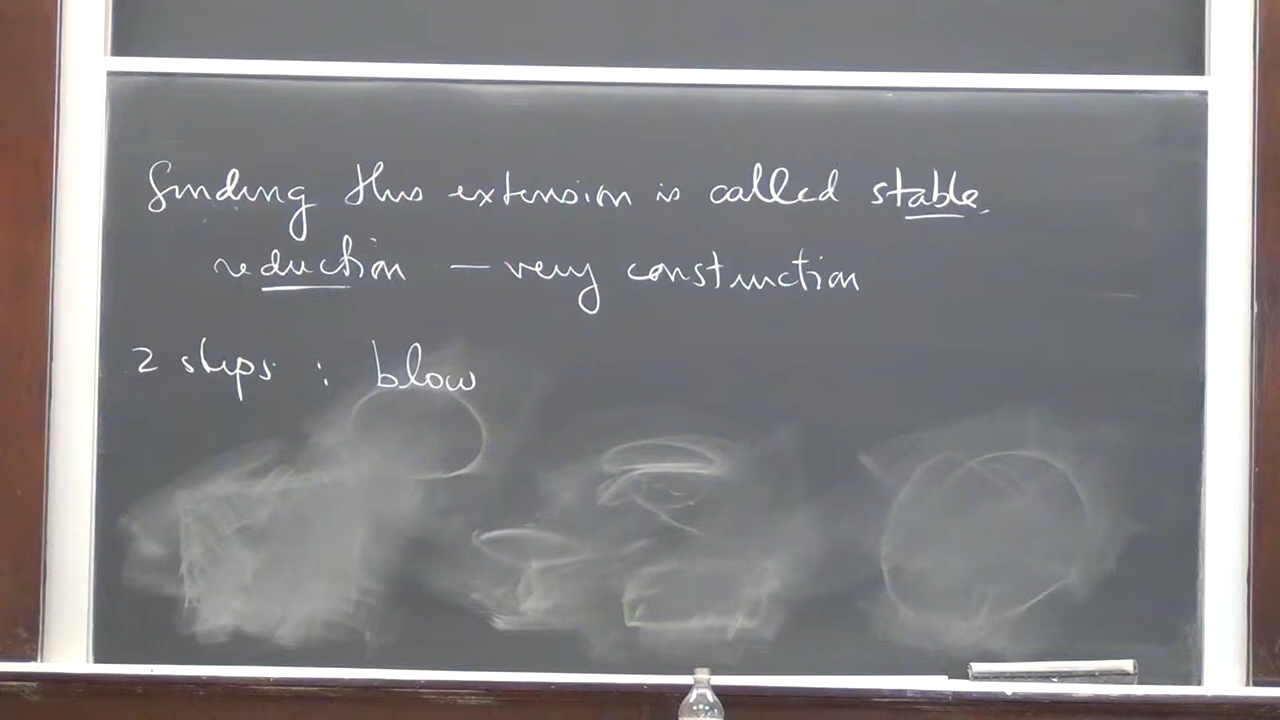 finding this extension is called stable
reduction — very construction
2 steps : blow